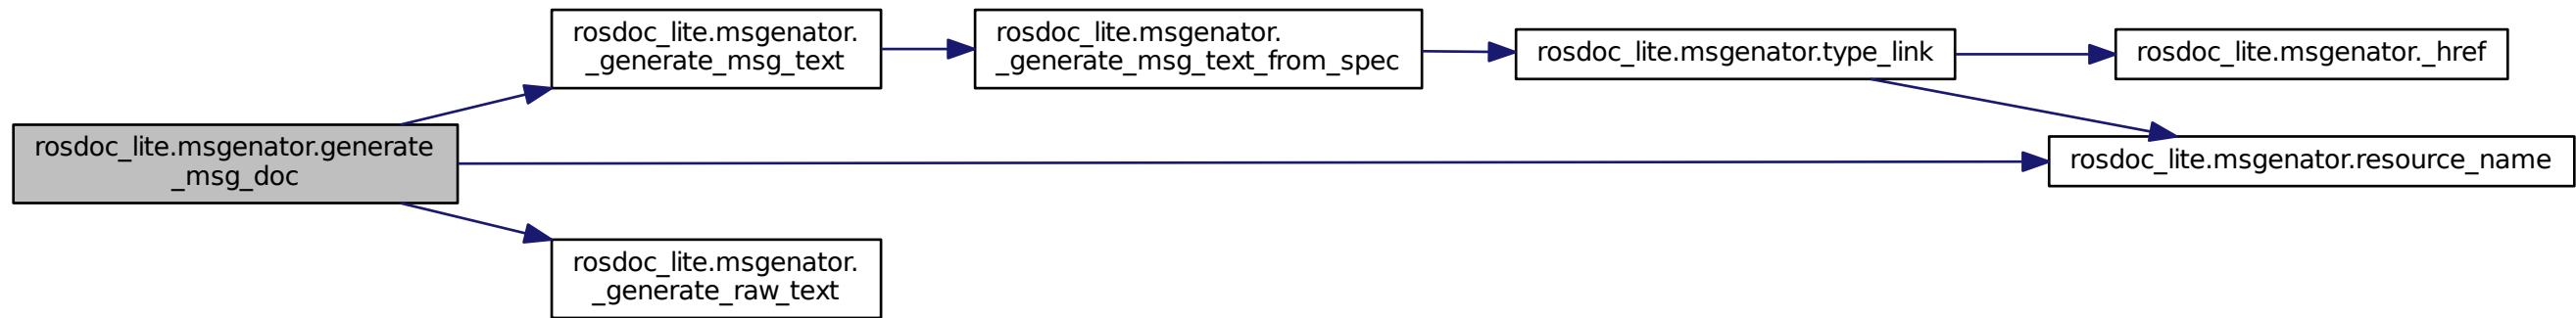 rosdoc_lite.msgenator.generate
_msg_doc
rosdoc_lite.msgenator.
_generate_msg_text
rosdoc_lite.msgenator.
_generate_msg_text_from_spec
rosdoc_lite.msgenator.type_link
rosdoc_lite.msgenator._href
rosdoc_lite.msgenator.resource_name
rosdoc_lite.msgenator.
_generate_raw_text